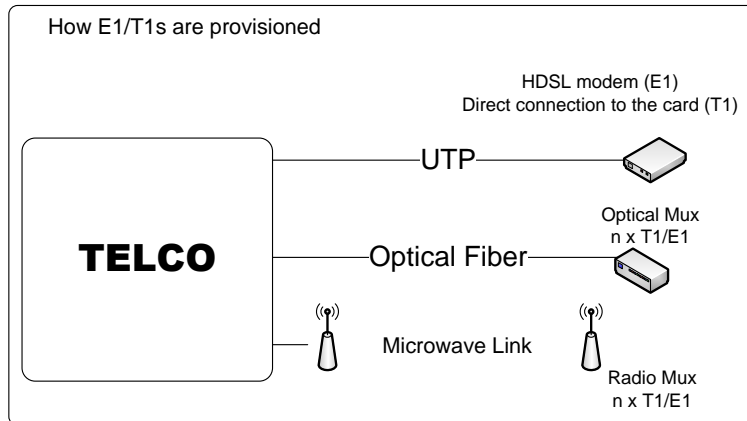 How E1/T1s are provisioned
HDSL modem (E1)
Direct connection to the card (T1)
UTP
Optical Mux
n x T1/E1
TELCO
Optical Fiber
Microwave Link
Radio Mux
n x T1/E1